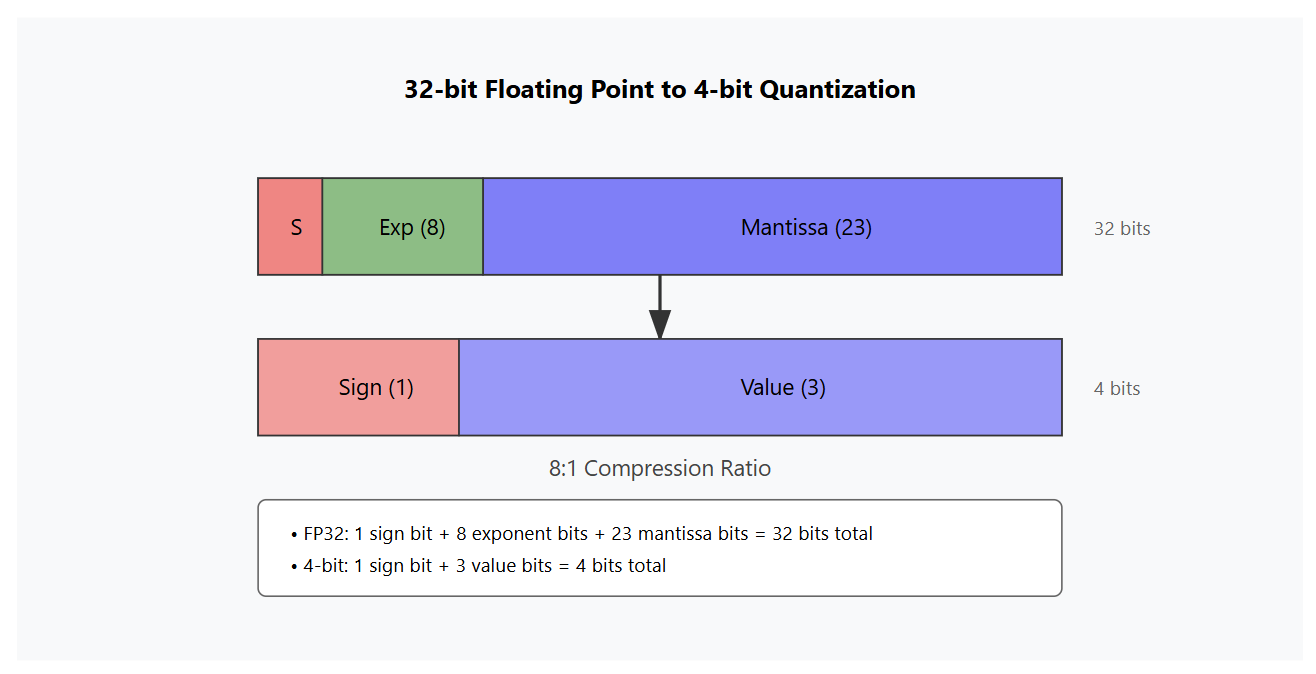 32-bit Floating Point to 4-bit Quantization
S Exp (8) Mantissa (23) 32 bits
Sign (1) Value (3) 4 bits
8:1 Compression Ratio
• FP32: 1 sign bit + 8 exponent bits + 23 mantissa bits = 32 bits total
• 4-bit: 1 sign bit + 3 value bits = 4 bits total